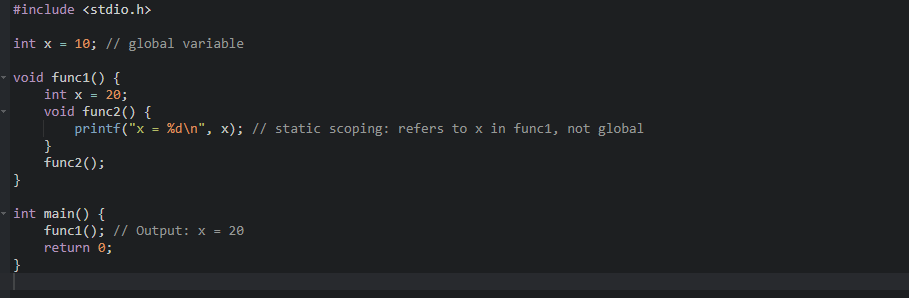 #include <stdio.h>
int x = 10; // global variable
void func1() {
    int x = 20;
    void func2() {
        printf("x = %d\n", x); // static scoping: refers to x in func1, not global
    }
    func2();
}
int main() {
    func1(); // Output: x = 20
    return 0;
}